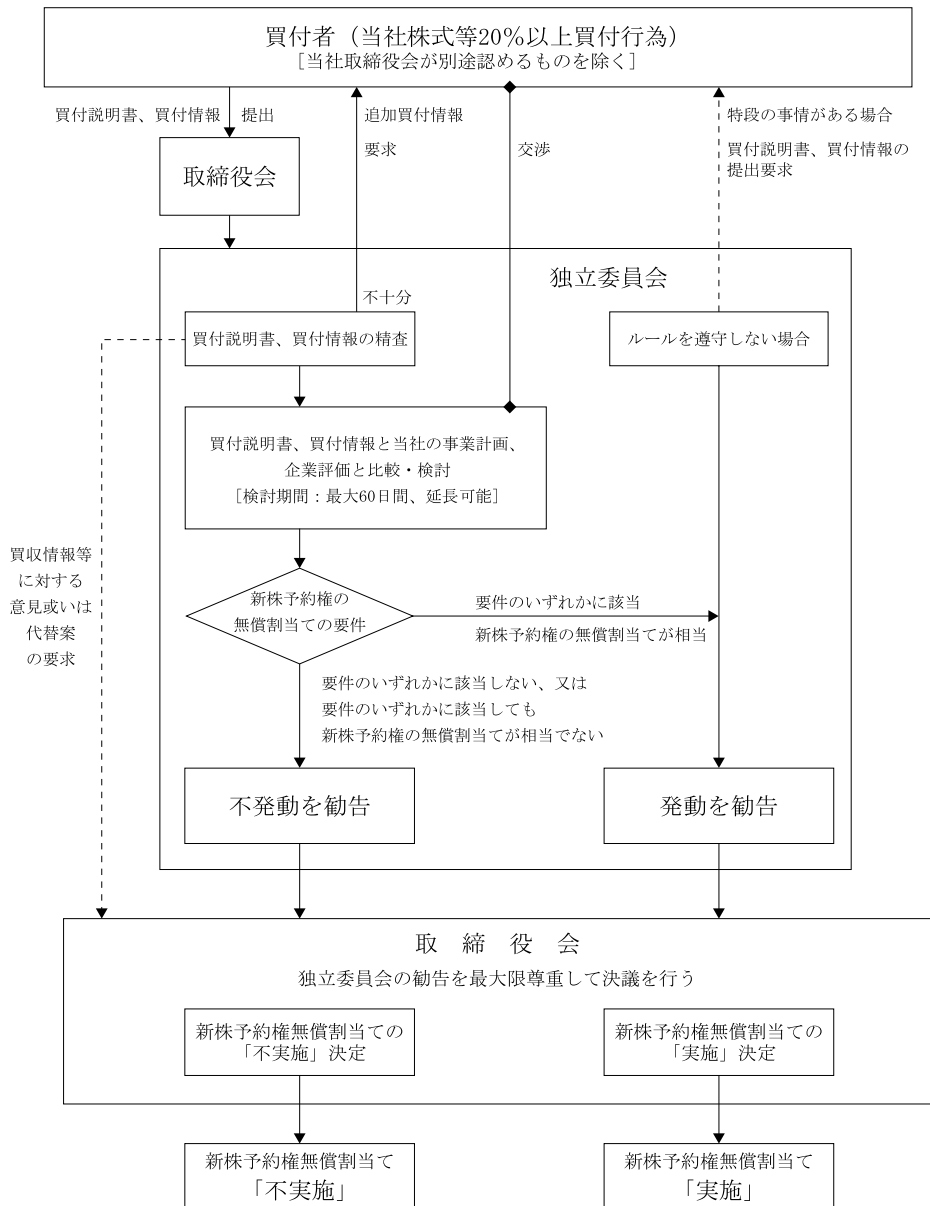 買付者（当社株式等20％以上買付行為）
［当社取締役会が別途認めるものを除く］
買付説明書、買付情報 提出
追加買付情報
要求
交渉
特段の事情がある場合
買付説明書、買付情報の
提出要求
取締役会
独立委員会
不十分
買付説明書、買付情報の精査
ルールを遵守しない場合
買付説明書、買付情報と当社の事業計画、
企業評価と比較・検討
［検討期間：最大60日間、延長可能］
買収情報等
に対する
意見或いは
代替案
の要求
新株予約権の
無償割当ての要件
要件のいずれかに該当
新株予約権の無償割当てが相当
要件のいずれかに該当しない、又は
要件のいずれかに該当しても
新株予約権の無償割当てが相当でない
不発動を勧告
発動を勧告
取 締 役 会
独立委員会の勧告を最大限尊重して決議を行う
新株予約権無償割当ての
「不実施」決定
新株予約権無償割当ての
「実施」決定
新株予約権無償割当て
「不実施」
新株予約権無償割当て
「実施」